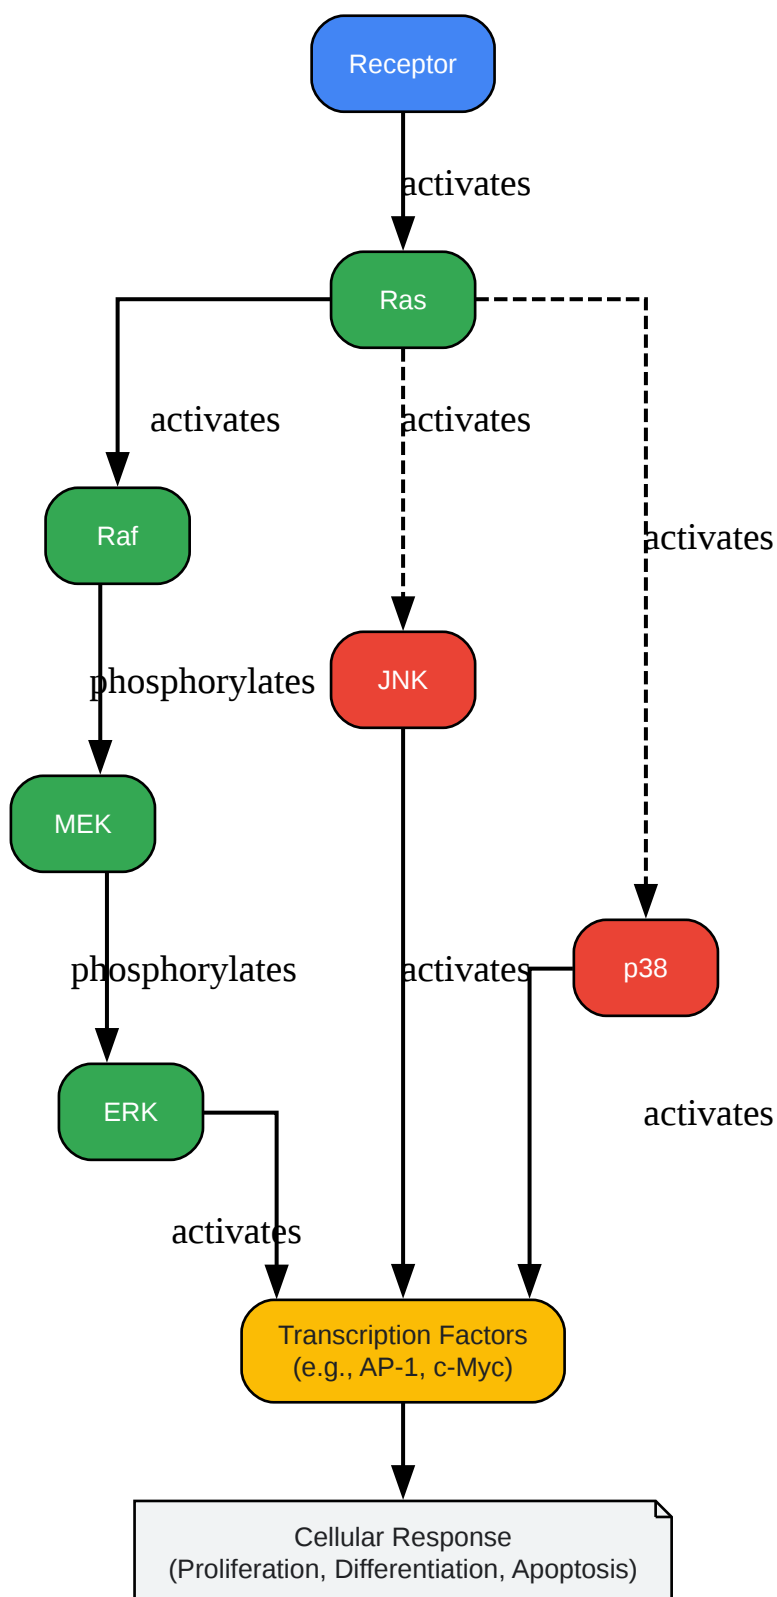 Receptor
activates
Ras
activates
activates
Raf
activates
JNK
phosphorylates
MEK
phosphorylates
activates
p38
ERK
activates
activates
Transcription Factors
(e.g., AP-1, c-Myc)
Cellular Response
(Proliferation, Differentiation, Apoptosis)